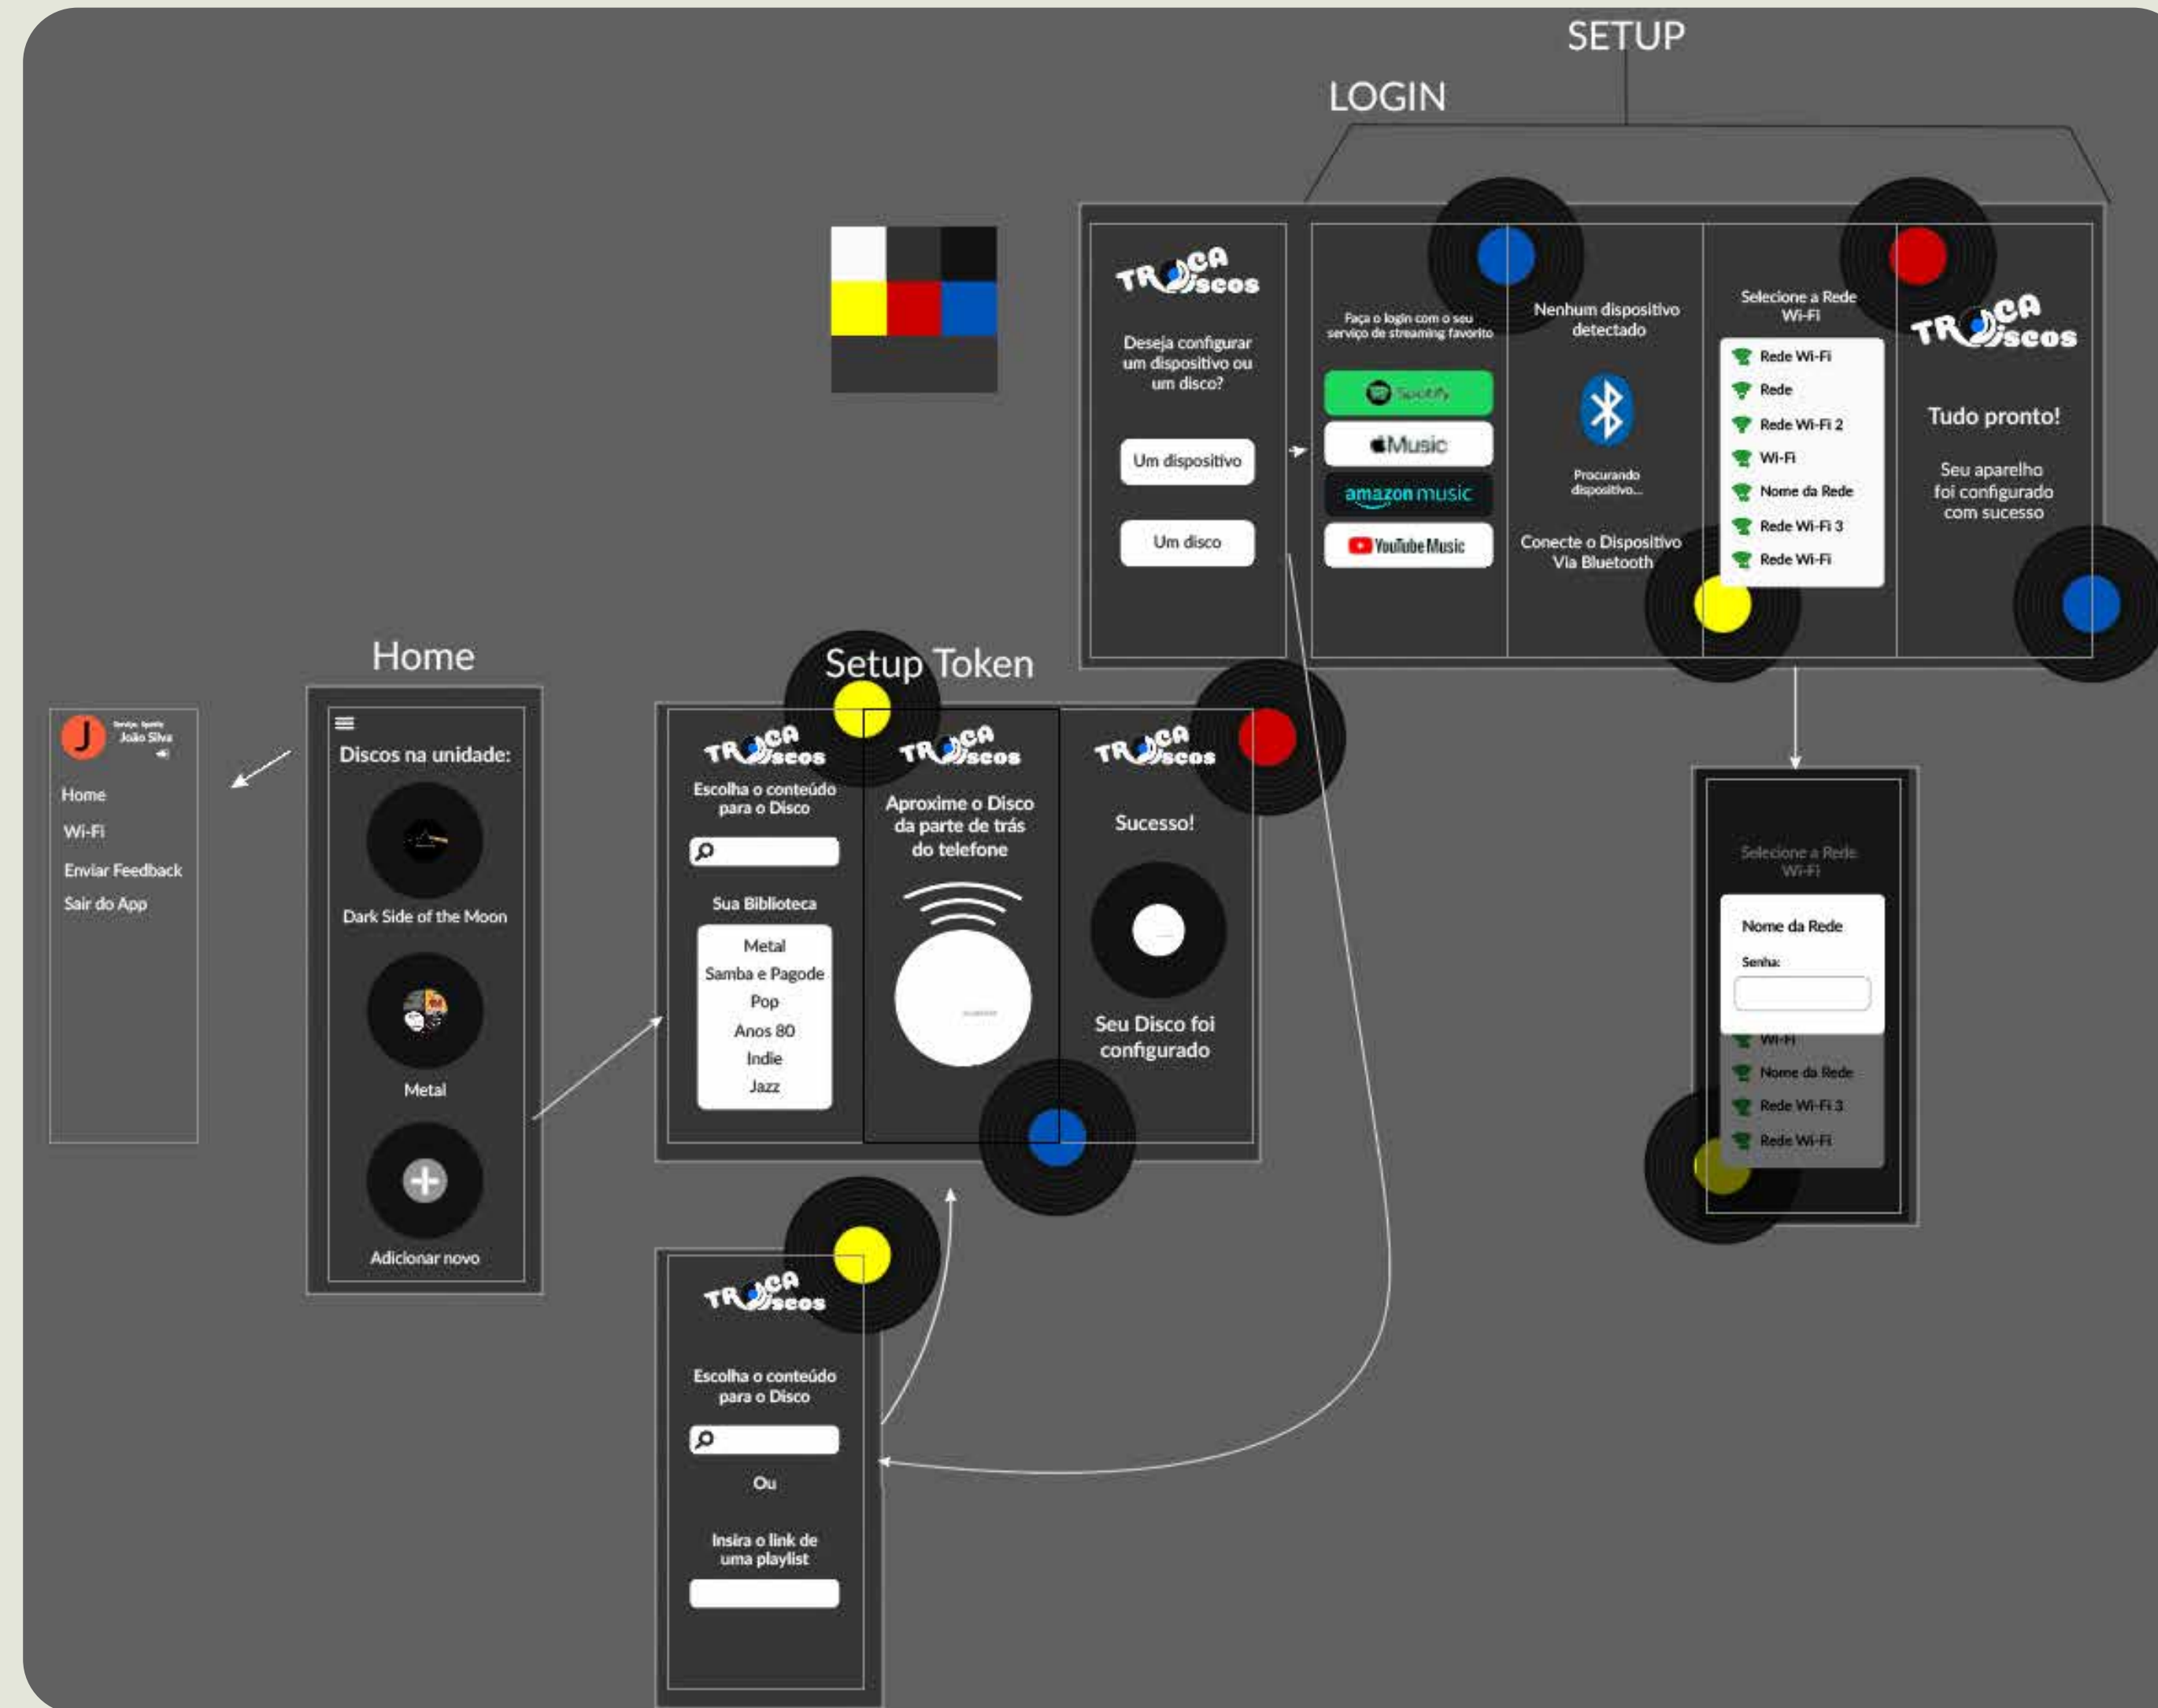 SETUP
LOGIN
TROCA
Discos
Deseja configurar
um dispositivo ou
um disco?
Um dispositivo
Um disco
Faça o login com o seu
serviço de streaming favorito
Spotify
Music
amazon music
YouTube Music
Nenhum dispositivo
detectado
Procurando
dispositivo...
Conecte o Dispositivo
Via Bluetooth
Selecione a Rede
Wi-Fi
Rede Wi-Fi
Rede
Rede Wi-Fi 2
Wi-Fi
Nome da Rede
Rede Wi-Fi 3
Rede Wi-Fi
TROCA
Discos
Tudo pronto!
Seu aparelho
foi configurado
com sucesso
J
Serviço: Spotify
João Silva
Home
Wi-Fi
Enviar Feedback
Sair do App
Home
Discos na unidade:
Dark Side of the Moon
Metal
Adicionar novo
Setup Token
TROCA
Discos
Escolha o conteúdo
para o Disco
Sua Biblioteca
Metal
Samba e Pagode
Pop
Anos 80
Indie
Jazz
TROCA
Discos
Aproxime o Disco
da parte de trás
do telefone
TROCA
Discos
Sucesso!
Seu Disco foi
configurado
Selecione a Rede
Wi-Fi
Nome da Rede
Senha:
Wi-Fi
Nome da Rede
Rede Wi-Fi 3
Rede Wi-Fi
TROCA
Discos
Escolha o conteúdo
para o Disco
Ou
Insira o link de
uma playlist